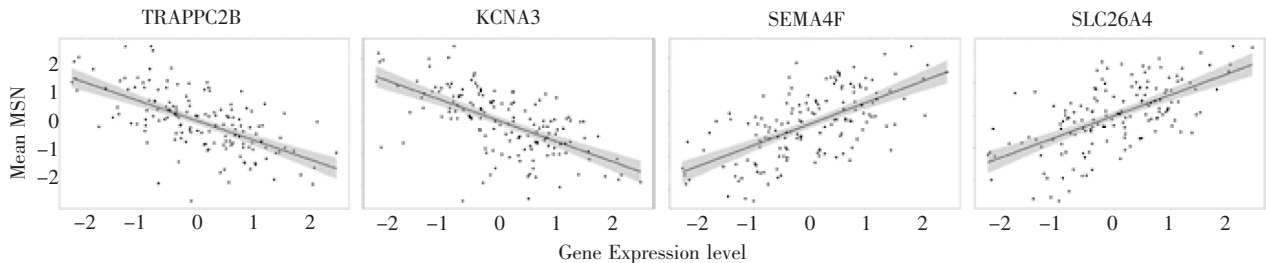 TRAPPC2B KCNA3 SEMA4F SLC26A4
Mean MSN
2
1
0
−1
−2
−2 −1 0 1 2 −2 −1 0 1 2 −2 −1 0 1 2 −2 −1 0 1 2
Gene Expression level